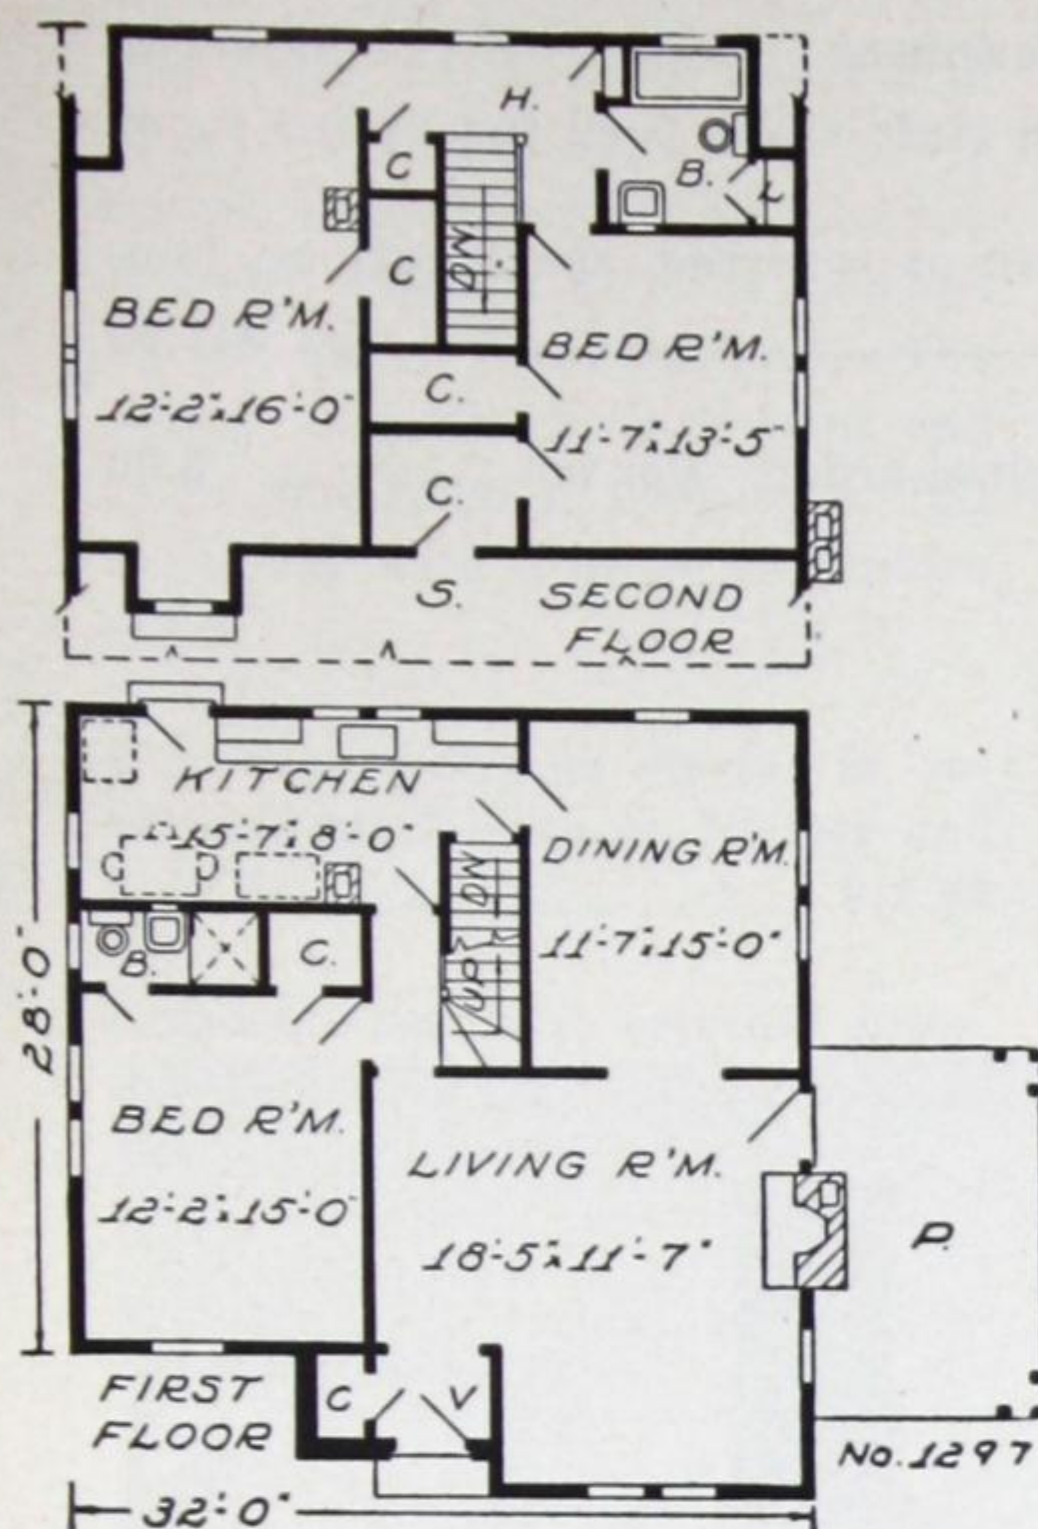 H.
C
B.
L
C
DN.
BED R'M.
12'-2"x16'-0"
BED R'M.
11'-7"x13'-5"
C.
C.
S.
SECOND
FLOOR
KITCHEN
15'-7"x8'-0"
DN
DINING R'M.
11'-7"x15'-0"
B.
C.
UP
28'-0"
BED R'M.
12'-2"x15'-0"
LIVING R'M.
18'-5"x11'-7"
P.
FIRST
FLOOR
C
V
No. 1297
32'-0"